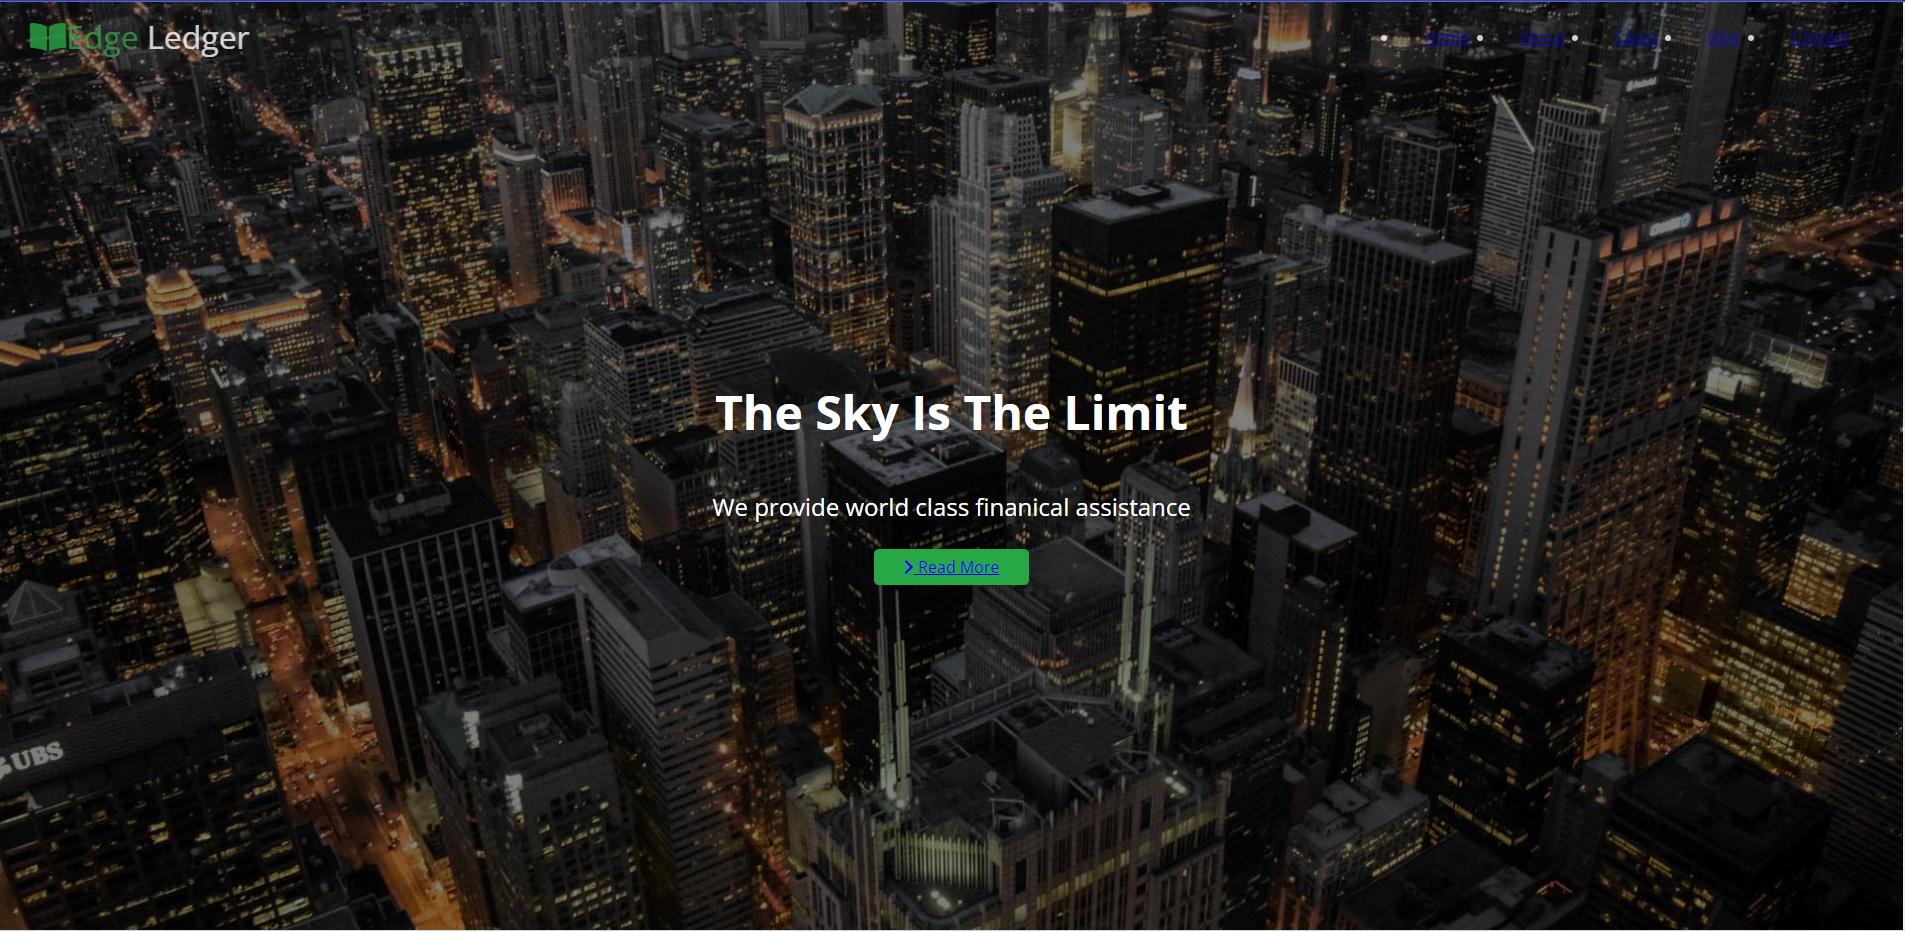 Edge Ledger
Home About Cases Blog Contact
The Sky Is The Limit
We provide world class finanical assistance
Read More
UBS